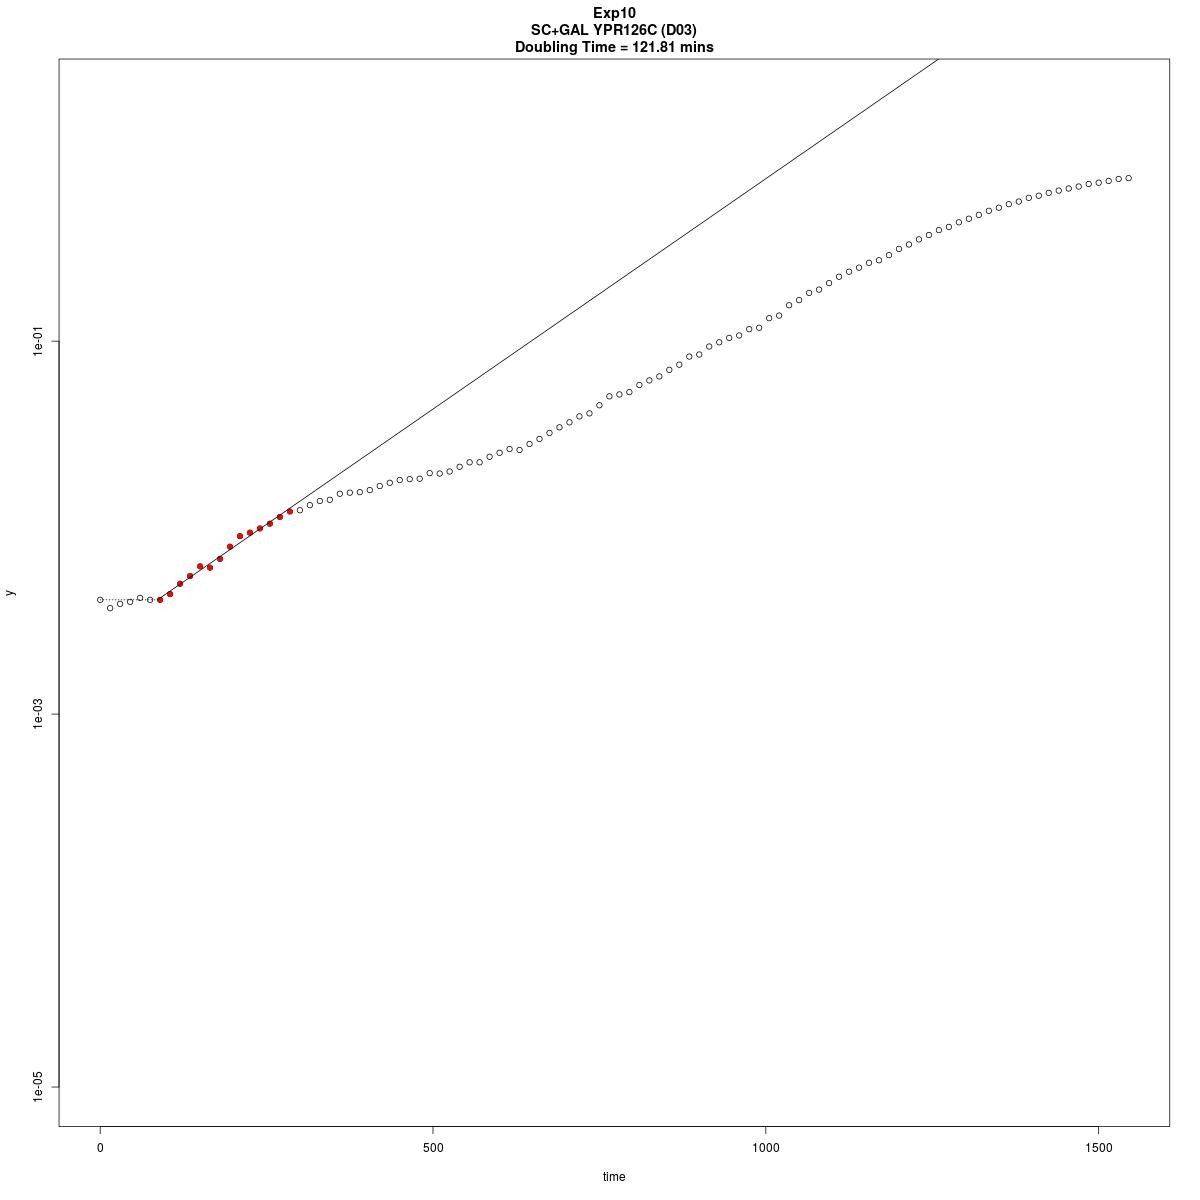 Exp10
SC+GAL YPR126C (D03)
Doubling Time = 121.81 mins
1e-01
1e-03
1e-05
y
0
500
1000
1500
time